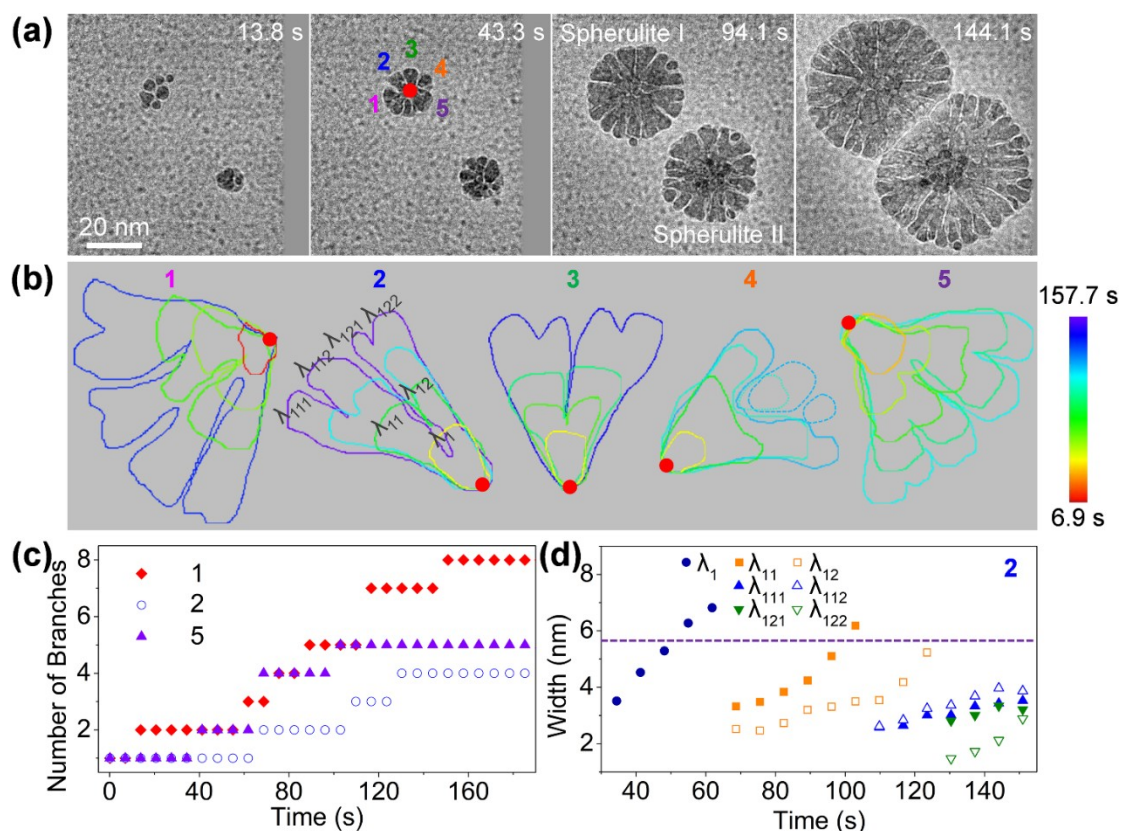 (a)
13.8 s
43.3 s
94.1 s
144.1 s
1
2
3
4
5
Spherulite I
Spherulite II
20 nm
(b)
1
2
3
4
5
λ111
λ112
λ121
λ122
λ11
λ12
λ1
157.7 s
6.9 s
(c)
Number of Branches
8
6
4
2
1
2
5
0 40 80 120 160
Time (s)
(d)
Width (nm)
8
6
4
2
λ1 λ11 λ12
λ111 λ112
λ121 λ122
2
40 60 80 100 120 140
Time (s)